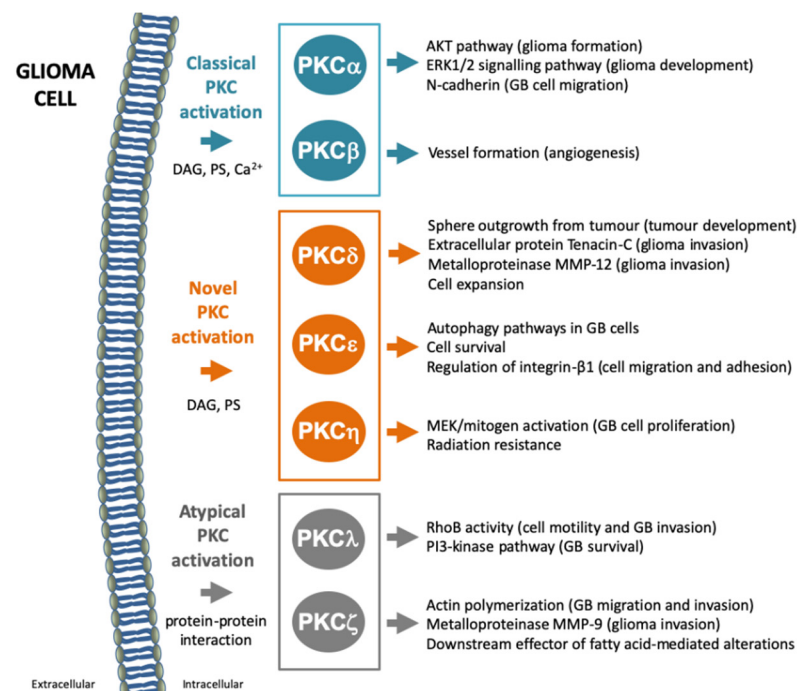 GLIOMA
CELL
Classical
PKC
activation
DAG, PS, Ca²⁺
PKCα
AKT pathway (glioma formation)
ERK1/2 signalling pathway (glioma development)
N-cadherin (GB cell migration)
PKCβ
Vessel formation (angiogenesis)
Novel
PKC
activation
DAG, PS
PKCδ
Sphere outgrowth from tumour (tumour development)
Extracellular protein Tenacin-C (glioma invasion)
Metalloproteinase MMP-12 (glioma invasion)
Cell expansion
PKCε
Autophagy pathways in GB cells
Cell survival
Regulation of integrin-β1 (cell migration and adhesion)
PKCη
MEK/mitogen activation (GB cell proliferation)
Radiation resistance
Atypical
PKC
activation
protein-protein
interaction
PKCλ
RhoB activity (cell motility and GB invasion)
PI3-kinase pathway (GB survival)
PKCζ
Actin polymerization (GB migration and invasion)
Metalloproteinase MMP-9 (glioma invasion)
Downstream effector of fatty acid-mediated alterations
Extracellular
Intracellular